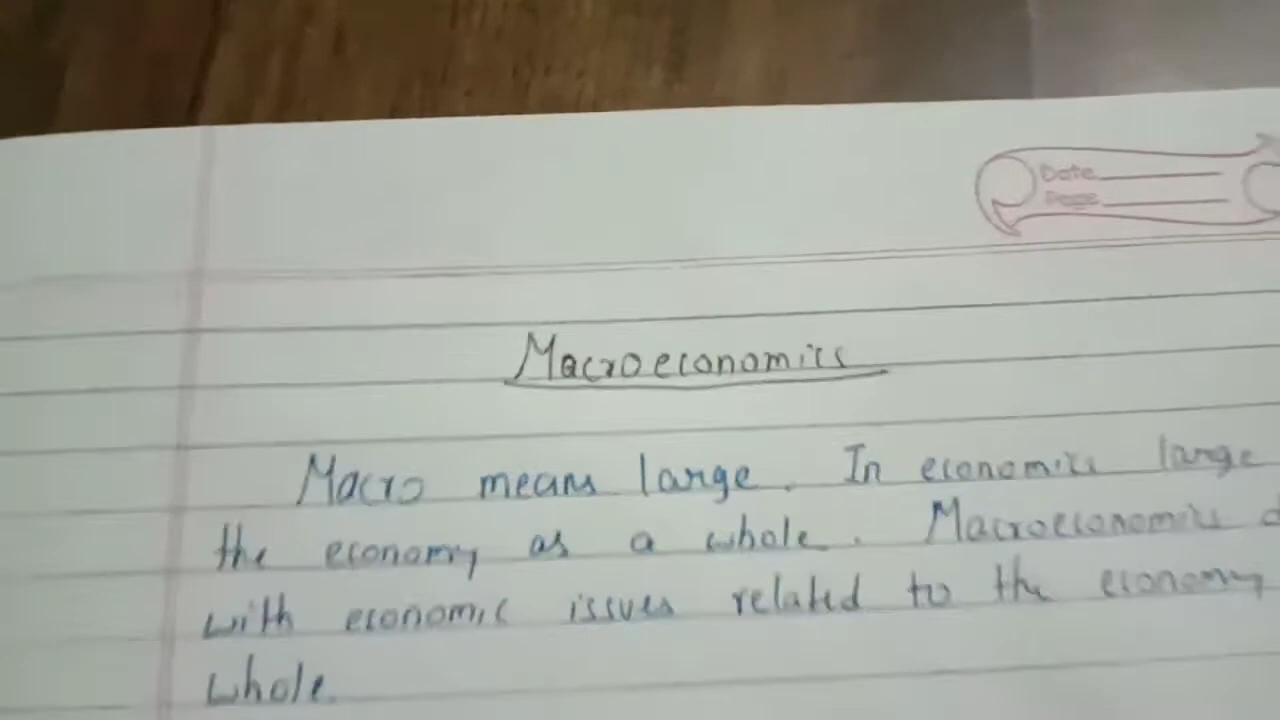 Date
Page
Macroeconomics
Macro means large. In economics large
the economy as a whole. Macroeconomics
with economic issues related to the economy
whole.